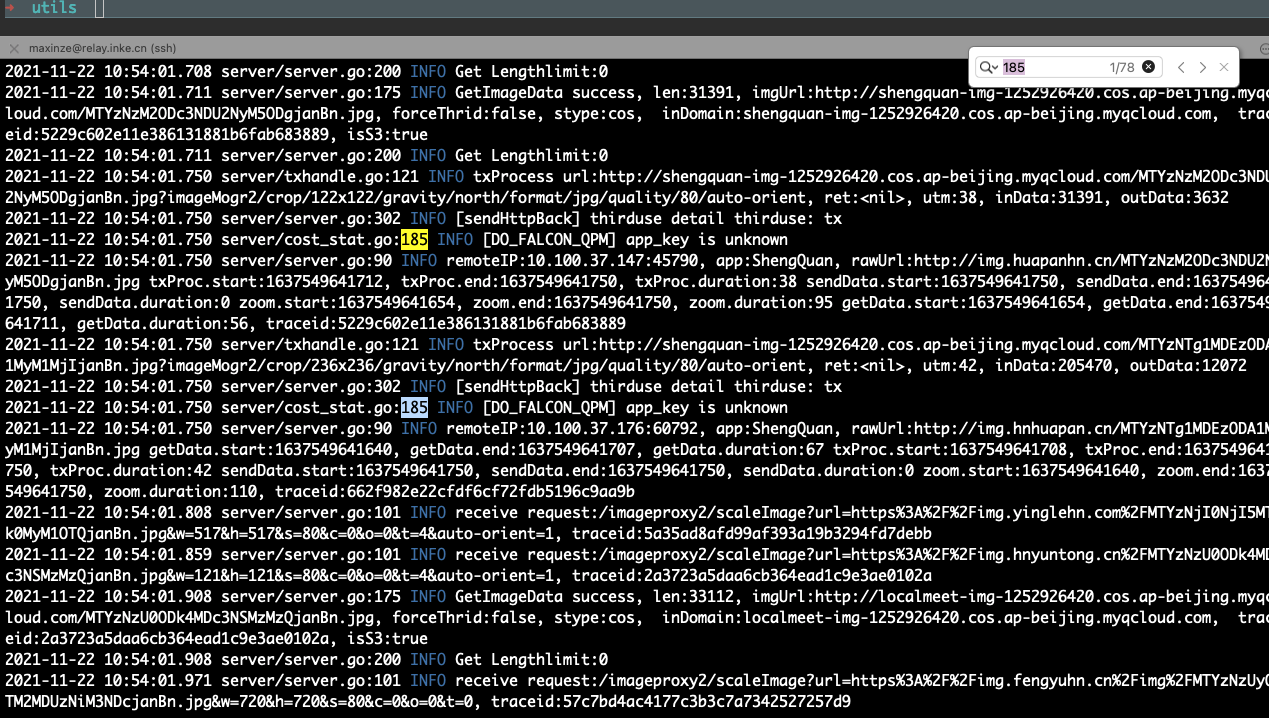 → utils
maxinze@relay.inke.cn (ssh)
185 1/78
2021-11-22 10:54:01.708 server/server.go:200 INFO Get Lengthlimit:0
2021-11-22 10:54:01.711 server/server.go:175 INFO GetImageData success, len:31391, imgUrl:http://shengquan-img-1252926420.cos.ap-beijing.myqc
loud.com/MTYzNzM2ODc3NDU2NyM5ODgjanBn.jpg, forceThrid:false, stype:cos,  inDomain:shengquan-img-1252926420.cos.ap-beijing.myqcloud.com,  trac
eid:5229c602e11e386131881b6fab683889, isS3:true
2021-11-22 10:54:01.711 server/server.go:200 INFO Get Lengthlimit:0
2021-11-22 10:54:01.750 server/txhandle.go:121 INFO txProcess url:http://shengquan-img-1252926420.cos.ap-beijing.myqcloud.com/MTYzNzM2ODc3NDU
2NyM5ODgjanBn.jpg?imageMogr2/crop/122x122/gravity/north/format/jpg/quality/80/auto-orient, ret:<nil>, utm:38, inData:31391, outData:3632
2021-11-22 10:54:01.750 server/server.go:302 INFO [sendHttpBack] thirduse detail thirduse: tx
2021-11-22 10:54:01.750 server/cost_stat.go:185 INFO [DO_FALCON_QPM] app_key is unknown
2021-11-22 10:54:01.750 server/server.go:90 INFO remoteIP:10.100.37.147:45790, app:ShengQuan, rawUrl:http://img.huapanhn.cn/MTYzNzM2ODc3NDU2N
yM5ODgjanBn.jpg txProc.start:1637549641712, txProc.end:1637549641750, txProc.duration:38 sendData.start:1637549641750, sendData.end:163754964
1750, sendData.duration:0 zoom.start:1637549641654, zoom.end:1637549641750, zoom.duration:95 getData.start:1637549641654, getData.end:1637549
641711, getData.duration:56, traceid:5229c602e11e386131881b6fab683889
2021-11-22 10:54:01.750 server/txhandle.go:121 INFO txProcess url:http://shengquan-img-1252926420.cos.ap-beijing.myqcloud.com/MTYzNTg1MDEzODA
1MyM1MjIjanBn.jpg?imageMogr2/crop/236x236/gravity/north/format/jpg/quality/80/auto-orient, ret:<nil>, utm:42, inData:205470, outData:12072
2021-11-22 10:54:01.750 server/server.go:302 INFO [sendHttpBack] thirduse detail thirduse: tx
2021-11-22 10:54:01.750 server/cost_stat.go:185 INFO [DO_FALCON_QPM] app_key is unknown
2021-11-22 10:54:01.750 server/server.go:90 INFO remoteIP:10.100.37.176:60792, app:ShengQuan, rawUrl:http://img.hnhuapan.cn/MTYzNTg1MDEzODA1M
yM1MjIjanBn.jpg getData.start:1637549641640, getData.end:1637549641707, getData.duration:67 txProc.start:1637549641708, txProc.end:1637549641
750, txProc.duration:42 sendData.start:1637549641750, sendData.end:1637549641750, sendData.duration:0 zoom.start:1637549641640, zoom.end:1637
549641750, zoom.duration:110, traceid:662f982e22cfdf6cf72fdb5196c9aa9b
2021-11-22 10:54:01.808 server/server.go:101 INFO receive request:/imageproxy2/scaleImage?url=https%3A%2F%2Fimg.yinglehn.com%2FMTYzNjI0NjI5MT
k0MyM1OTQjanBn.jpg&w=517&h=517&s=80&c=0&o=0&t=4&auto-orient=1, traceid:5a35ad8afd99af393a19b3294fd7debb
2021-11-22 10:54:01.859 server/server.go:101 INFO receive request:/imageproxy2/scaleImage?url=https%3A%2F%2Fimg.hnyuntong.cn%2FMTYzNzU0ODk4MD
c3NSMzMzQjanBn.jpg&w=121&h=121&s=80&c=0&o=0&t=4&auto-orient=1, traceid:2a3723a5daa6cb364ead1c9e3ae0102a
2021-11-22 10:54:01.908 server/server.go:175 INFO GetImageData success, len:33112, imgUrl:http://localmeet-img-1252926420.cos.ap-beijing.myqc
loud.com/MTYzNzU0ODk4MDc3NSMzMzQjanBn.jpg, forceThrid:false, stype:cos,  inDomain:localmeet-img-1252926420.cos.ap-beijing.myqcloud.com,  trac
eid:2a3723a5daa6cb364ead1c9e3ae0102a, isS3:true
2021-11-22 10:54:01.908 server/server.go:200 INFO Get Lengthlimit:0
2021-11-22 10:54:01.971 server/server.go:101 INFO receive request:/imageproxy2/scaleImage?url=https%3A%2F%2Fimg.fengyuhn.cn%2Fimg%2FMTYzNzUyO
TM2MDUzNiM3NDcjanBn.jpg&w=720&h=720&s=80&c=0&o=0&t=0, traceid:57c7bd4ac4177c3b3c7a7342527257d9